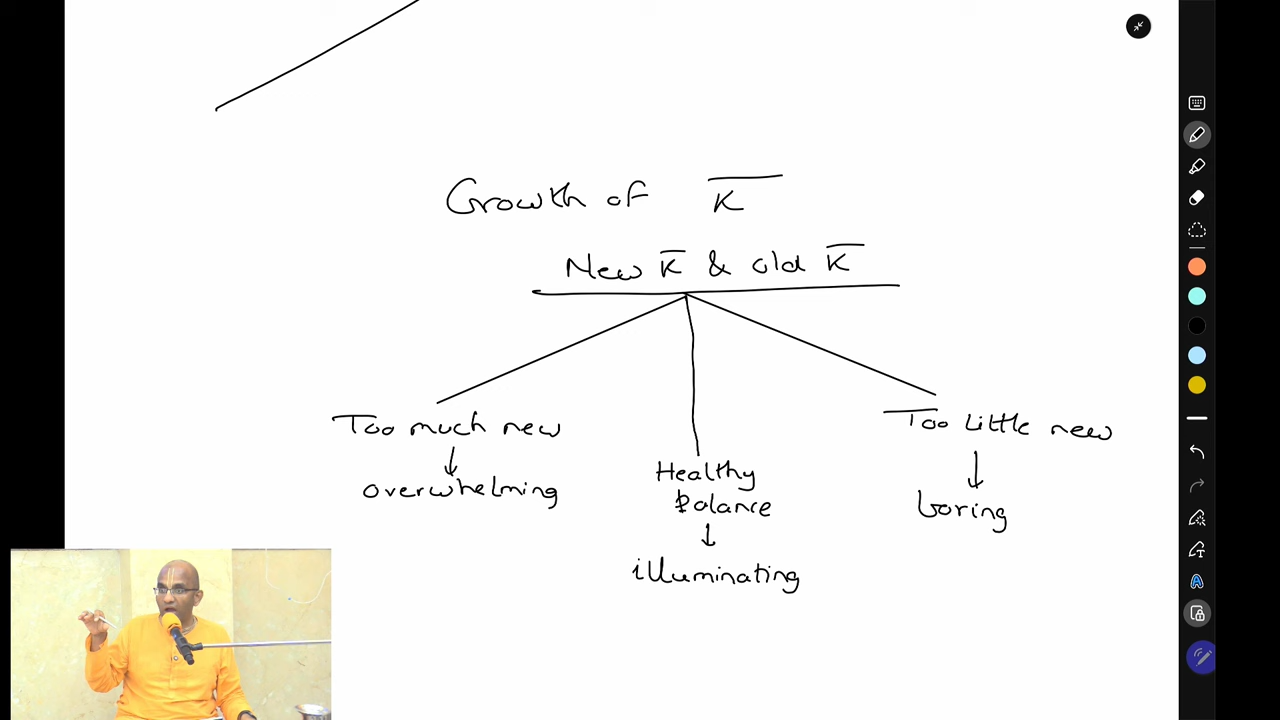 Growth of K̅
New K̅ & old K̅
Too much new
Too little new
↓
overwhelming
Healthy
Balance
↓
boring
↓
illuminating